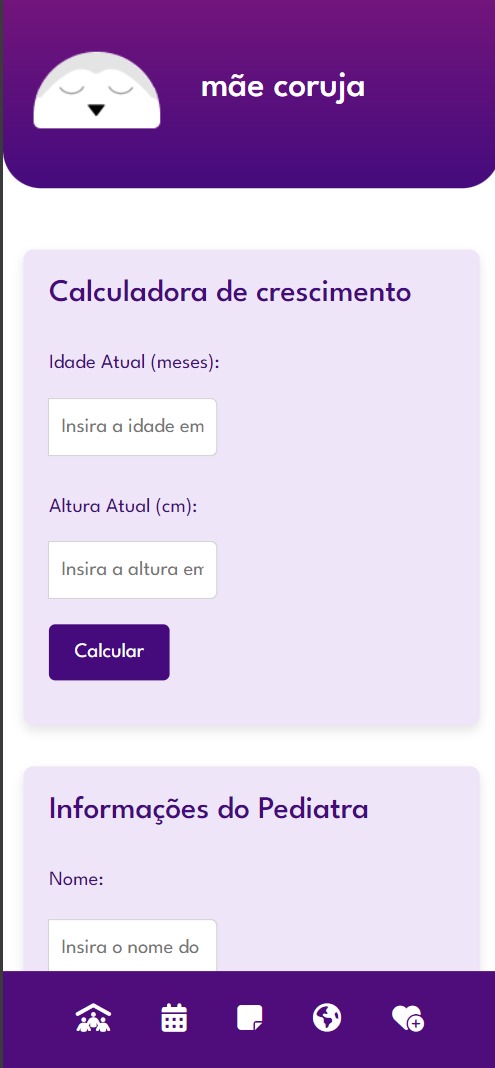 mãe coruja
Calculadora de crescimento
Idade Atual (meses):
Insira a idade em
Altura Atual (cm):
Insira a altura em
Calcular
Informações do Pediatra
Nome:
Insira o nome do